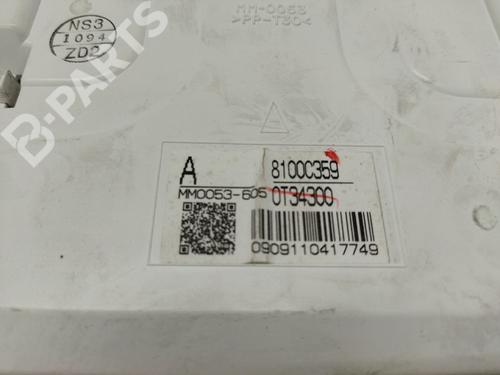 NS3
1094
ZD2
MM-0053
>PP-T30<
B-PARTS
A
8100C359
MM0053-605
0T34300
0909110417749